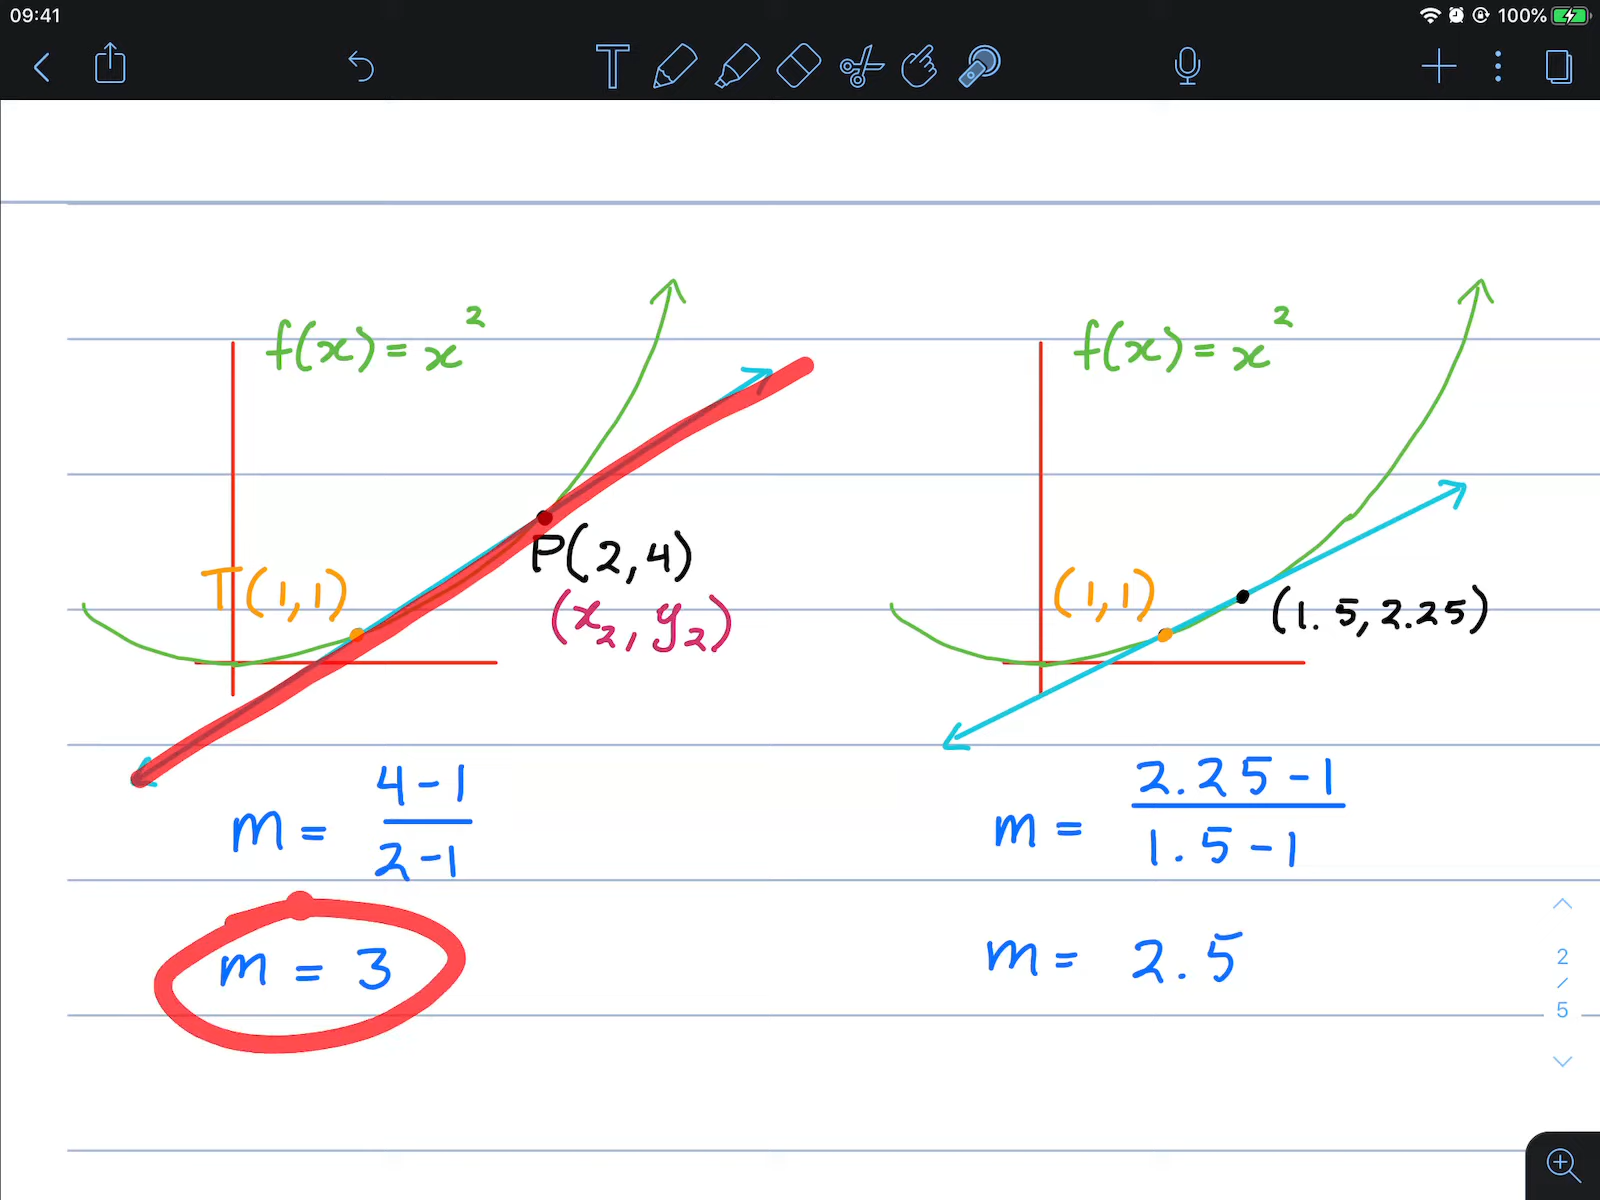 09:41
100%
T
f(x) = x²
T(1,1)
P(2,4)
(x₂, y₂)
m = (4-1)/(2-1)
m = 3
f(x) = x²
(1,1)
(1.5,2.25)
m = (2.25-1)/(1.5-1)
m = 2.5
2
/
5